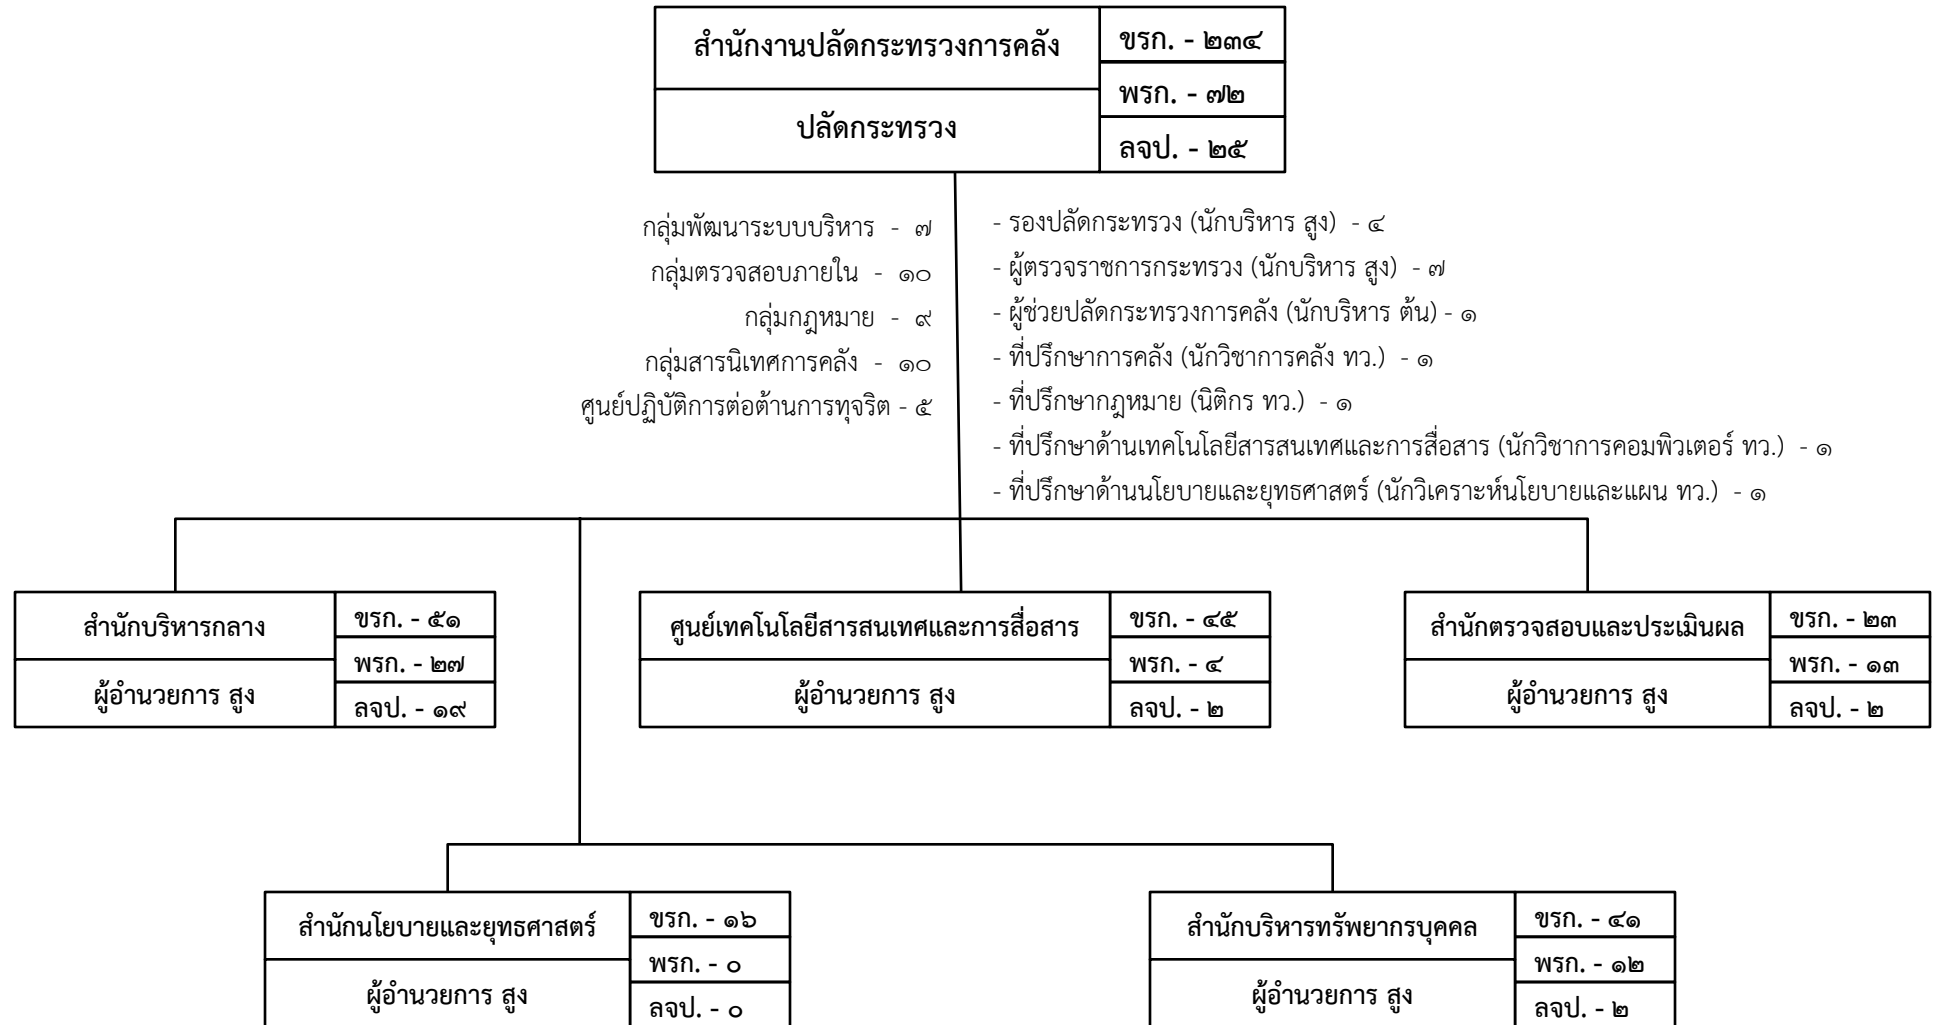 สำนักงานปลัดกระทรวงการคลัง
ปลัดกระทรวง
ขรก. - ๒๓๔
พรก. - ๗๒
ลจป. - ๒๕
กลุ่มพัฒนาระบบบริหาร - ๗
กลุ่มตรวจสอบภายใน - ๑๐
กลุ่มกฎหมาย - ๙
กลุ่มสารนิเทศการคลัง - ๑๐
ศูนย์ปฏิบัติการต่อต้านการทุจริต - ๕
- รองปลัดกระทรวง (นักบริหาร สูง) - ๔
- ผู้ตรวจราชการกระทรวง (นักบริหาร สูง) - ๗
- ผู้ช่วยปลัดกระทรวงการคลัง (นักบริหาร ต้น) - ๑
- ที่ปรึกษาการคลัง (นักวิชาการคลัง ทว.) - ๑
- ที่ปรึกษากฎหมาย (นิติกร ทว.) - ๑
- ที่ปรึกษาด้านเทคโนโลยีสารสนเทศและการสื่อสาร (นักวิชาการคอมพิวเตอร์ ทว.) - ๑
- ที่ปรึกษาด้านนโยบายและยุทธศาสตร์ (นักวิเคราะห์นโยบายและแผน ทว.) - ๑
สำนักบริหารกลาง
ผู้อำนวยการ สูง
ขรก. - ๕๑
พรก. - ๒๗
ลจป. - ๑๙
ศูนย์เทคโนโลยีสารสนเทศและการสื่อสาร
ผู้อำนวยการ สูง
ขรก. - ๔๕
พรก. - ๔
ลจป. - ๒
สำนักตรวจสอบและประเมินผล
ผู้อำนวยการ สูง
ขรก. - ๒๓
พรก. - ๑๓
ลจป. - ๒
สำนักนโยบายและยุทธศาสตร์
ผู้อำนวยการ สูง
ขรก. - ๑๖
พรก. - ๐
ลจป. - ๐
สำนักบริหารทรัพยากรบุคคล
ผู้อำนวยการ สูง
ขรก. - ๔๑
พรก. - ๑๒
ลจป. - ๒